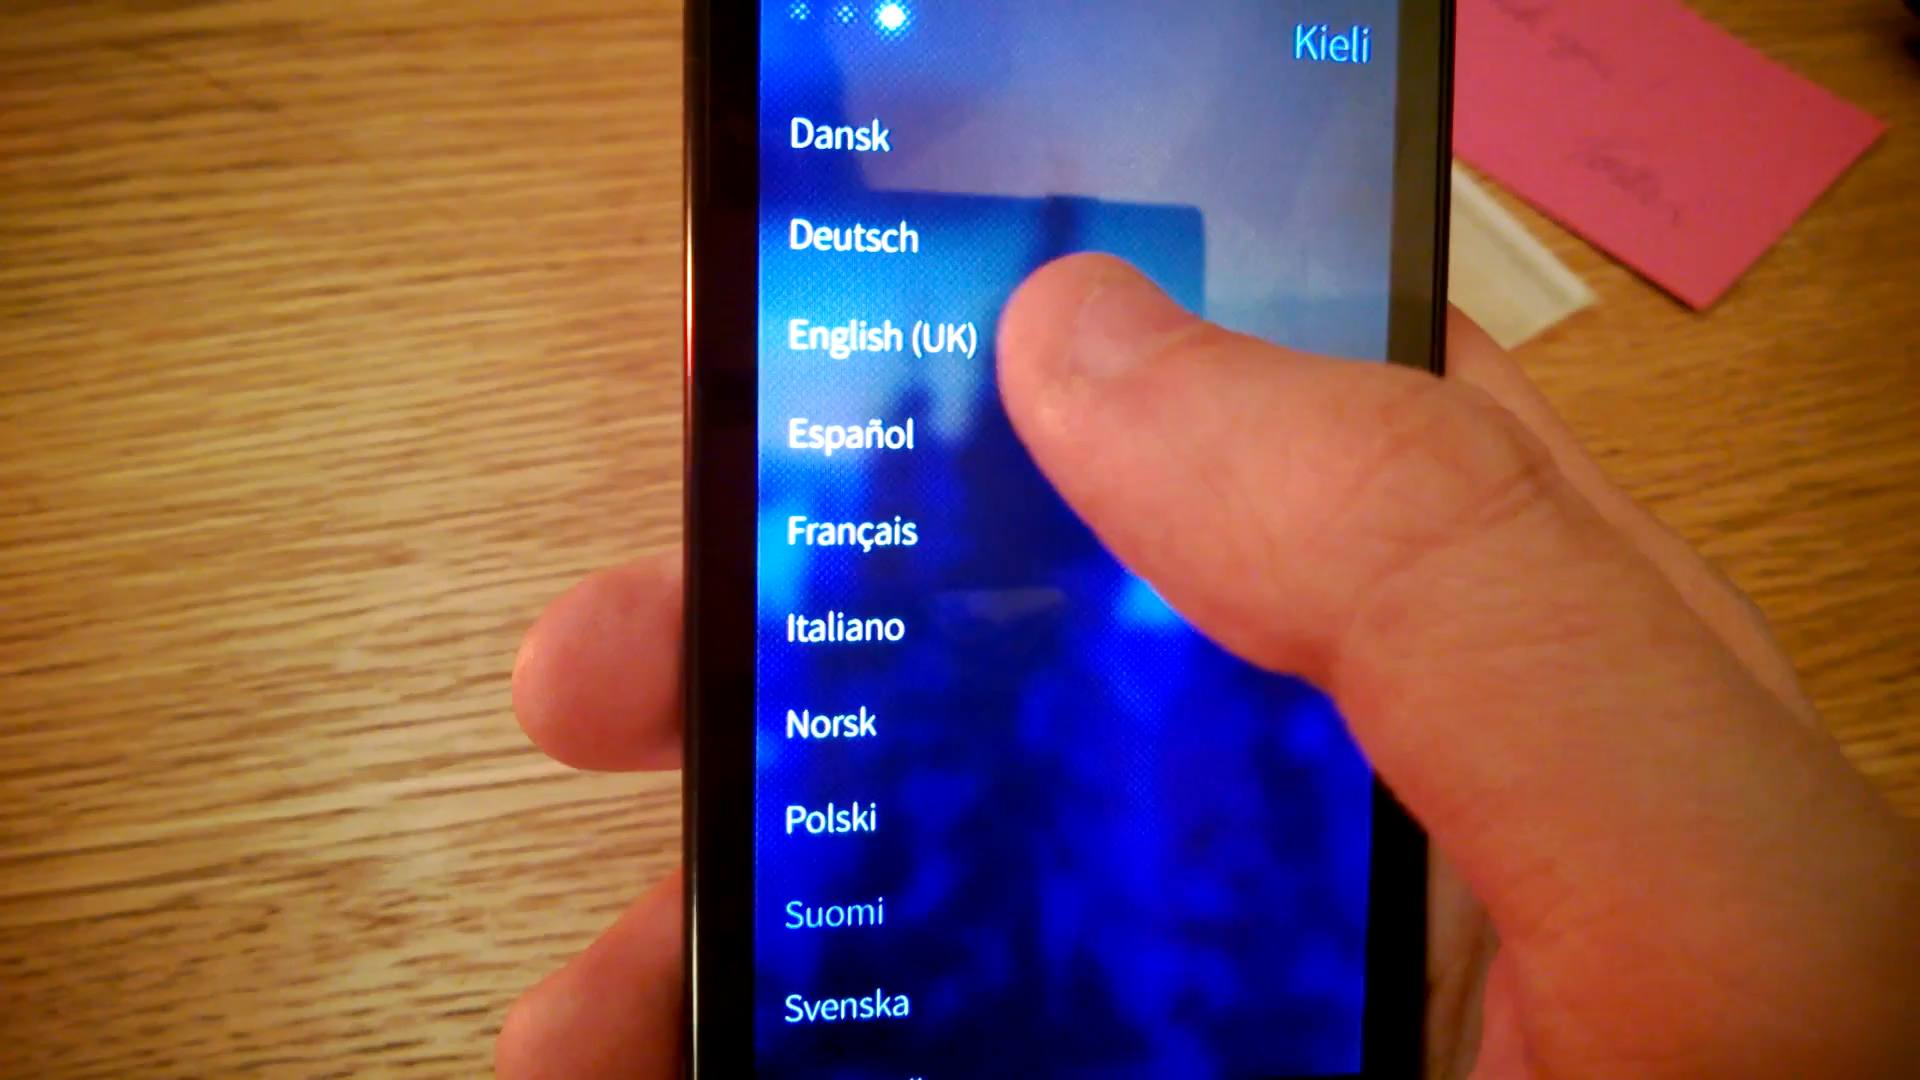 Kieli
Dansk
Deutsch
English (UK)
Español
Français
Italiano
Norsk
Polski
Suomi
Svenska